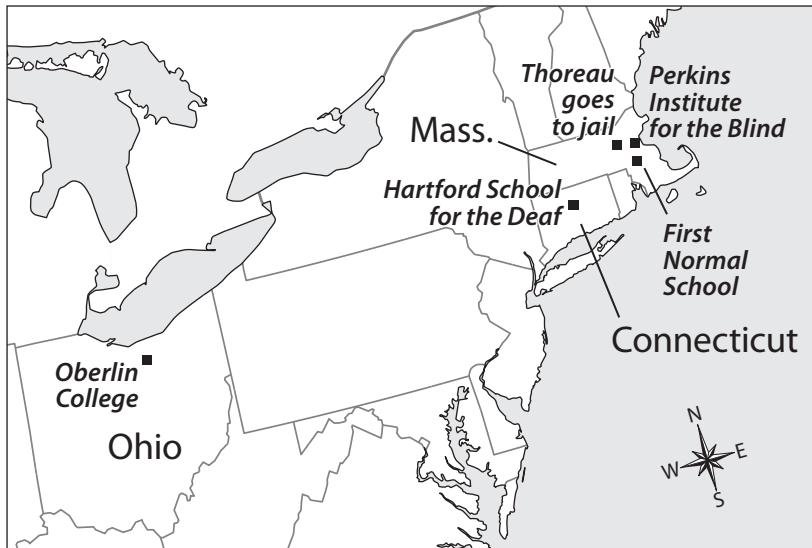 Thoreau
goes
to jail
Perkins
Institute
for the Blind
Mass.
Hartford School
for the Deaf
First
Normal
School
Connecticut
Oberlin
College
Ohio
N
W
E
S